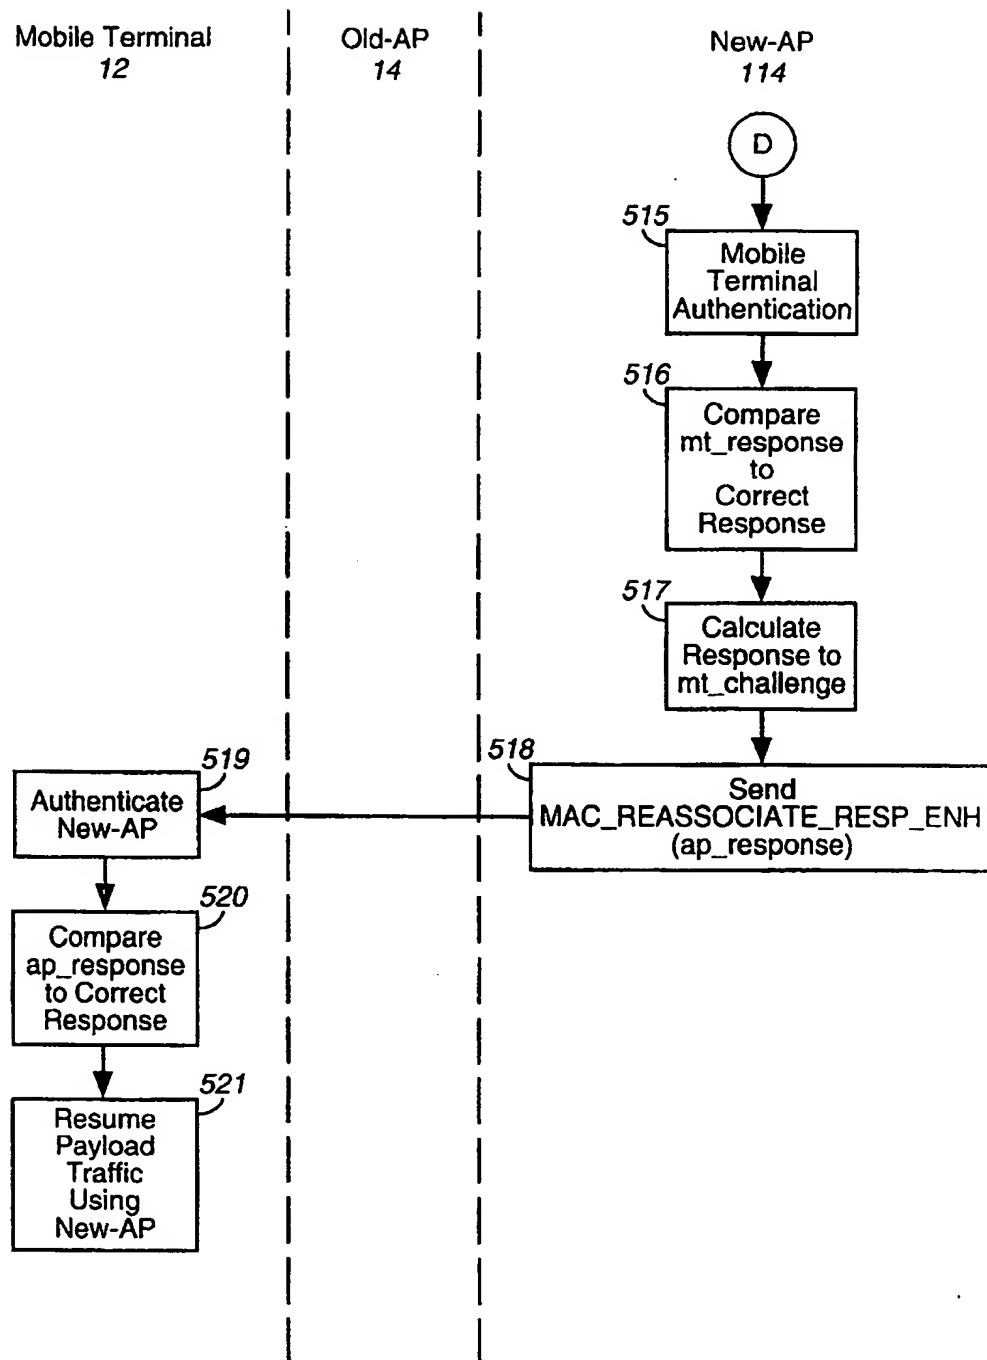 Mobile Terminal
12
Old-AP
14
New-AP
114
D
515
Mobile
Terminal
Authentication
516
Compare
mt_response
to
Correct
Response
517
Calculate
Response to
mt_challenge
518
Send
MAC_REASSOCIATE_RESP_ENH
(ap_response)
519
Authenticate
New-AP
520
Compare
ap_response
to Correct
Response
521
Resume
Payload
Traffic
Using
New-AP